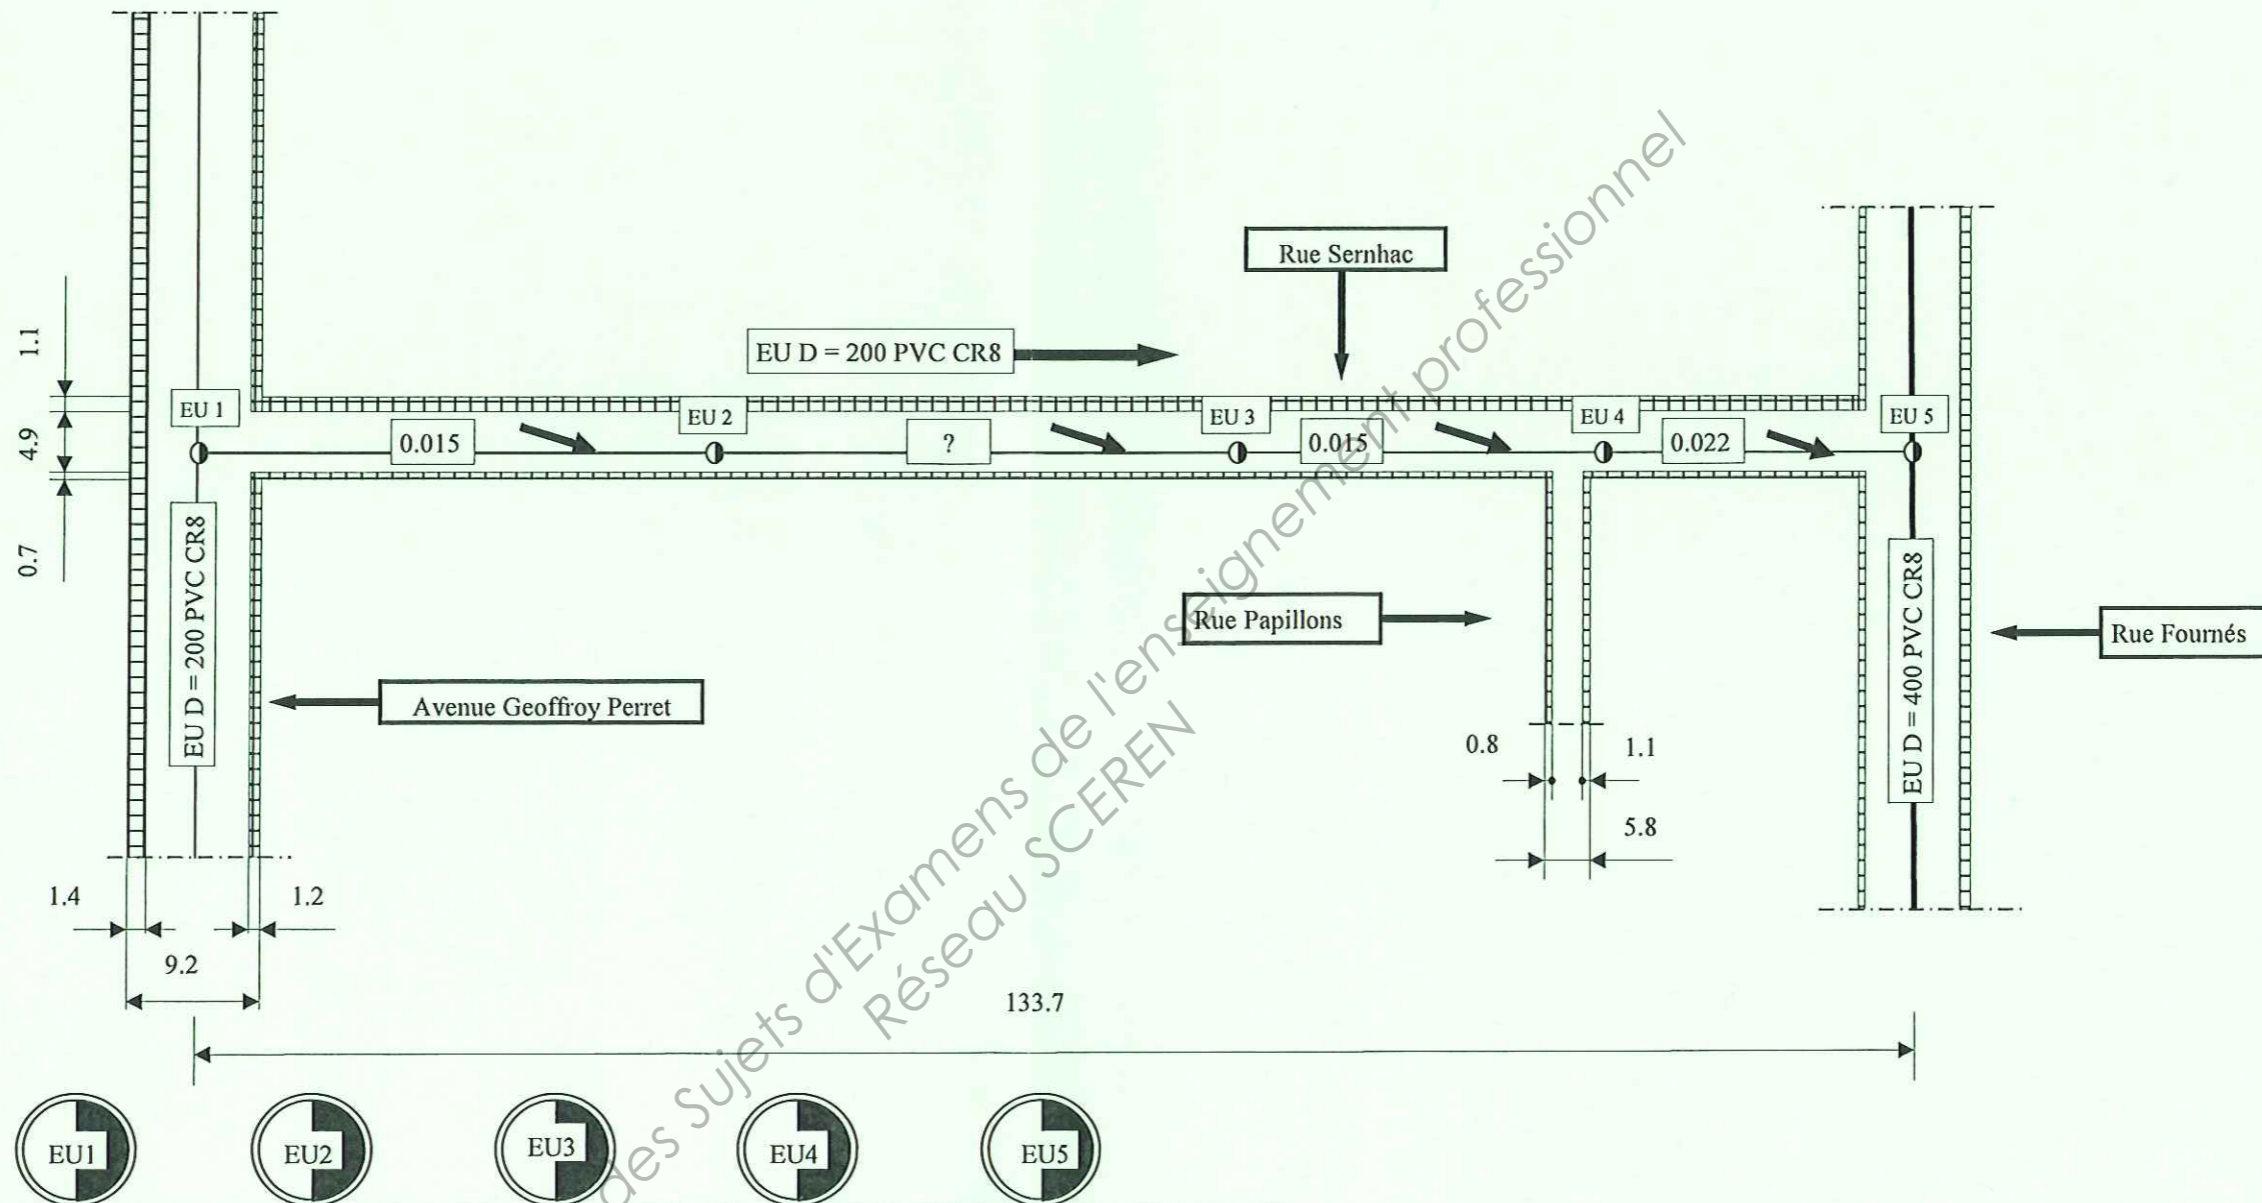 Rue Sernhac
1.1
EU D = 200 PVC CR8
EU 1
EU 2
EU 3
EU 4
EU 5
4.9
0.015
?
0.015
0.022
0.7
EU D = 200 PVC CR8
EU D = 400 PVC CR8
Rue Papillons
Rue Fournés
Avenue Geoffroy Perret
0.8
1.1
5.8
1.4
1.2
9.2
133.7
EU1
EU2
EU3
EU4
EU5
des Sujets d'Examens de l'enseignement professionnel
Réseau SCEREN